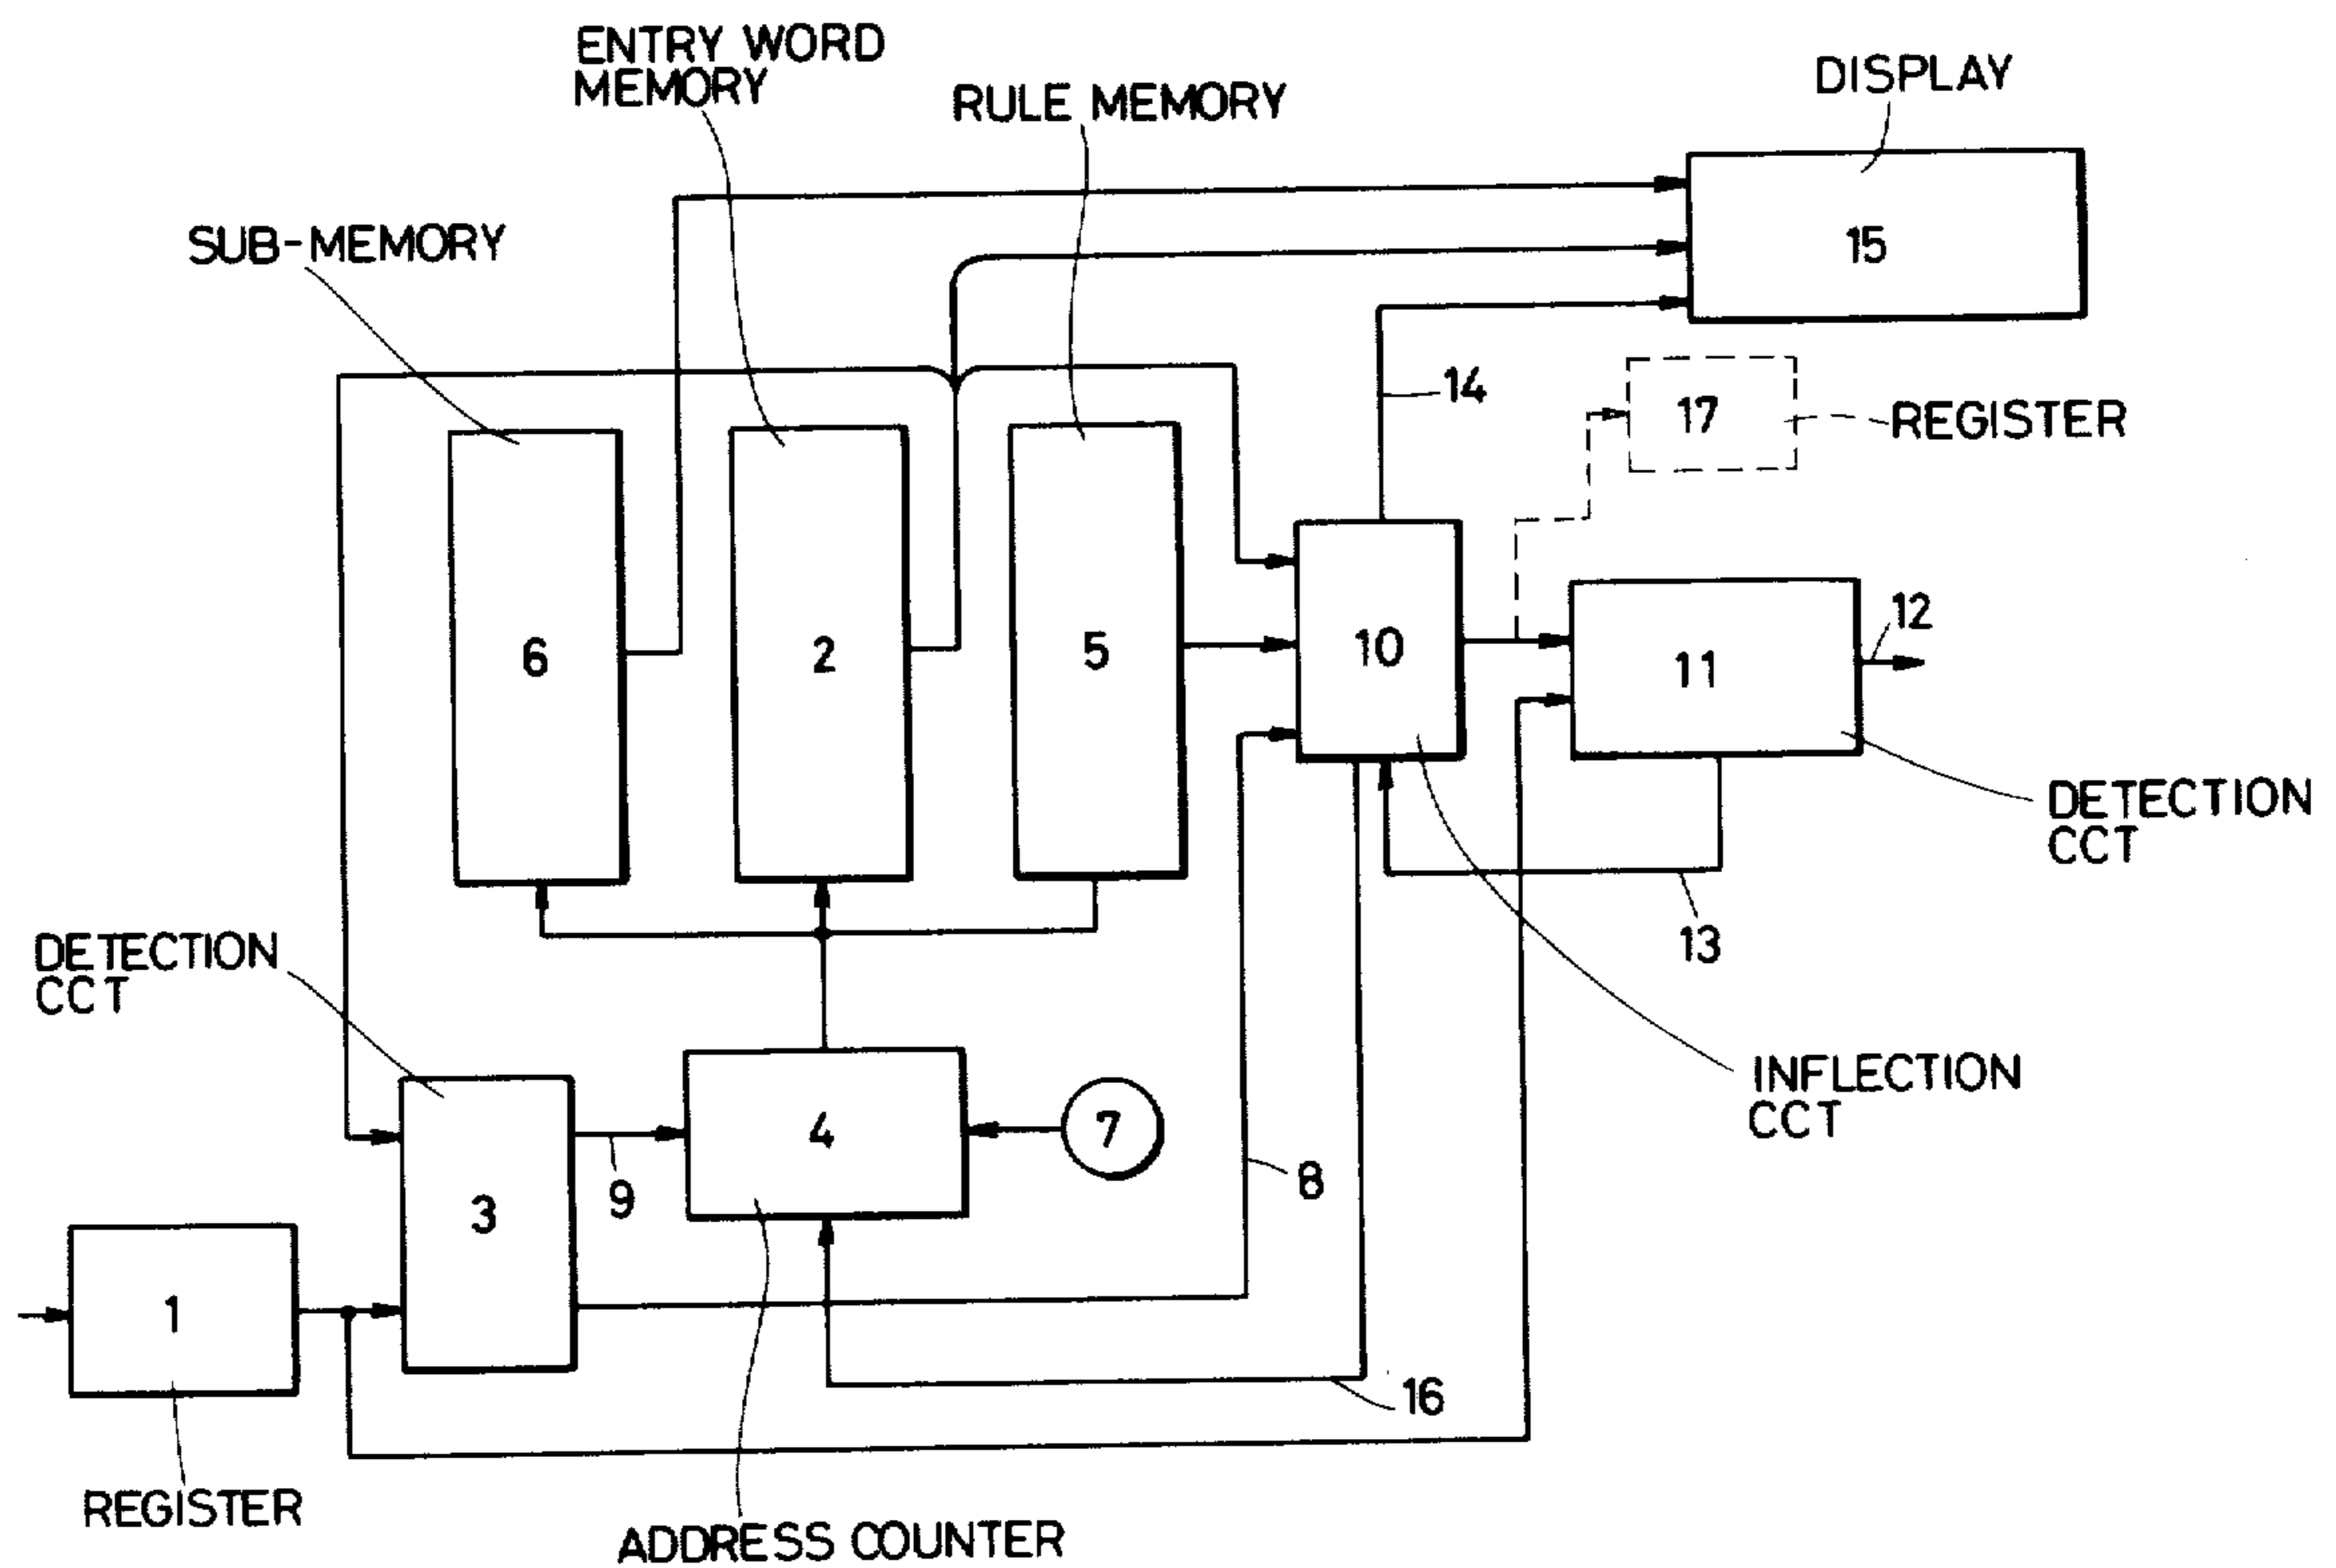 ENTRY WORD
MEMORY
RULE MEMORY
DISPLAY
SUB-MEMORY
15
14
17
REGISTER
6
2
5
10
11
12
DETECTION
CCT
13
DETECTION
CCT
INFLECTION
CCT
4
7
8
9
3
1
16
REGISTER
ADDRESS COUNTER